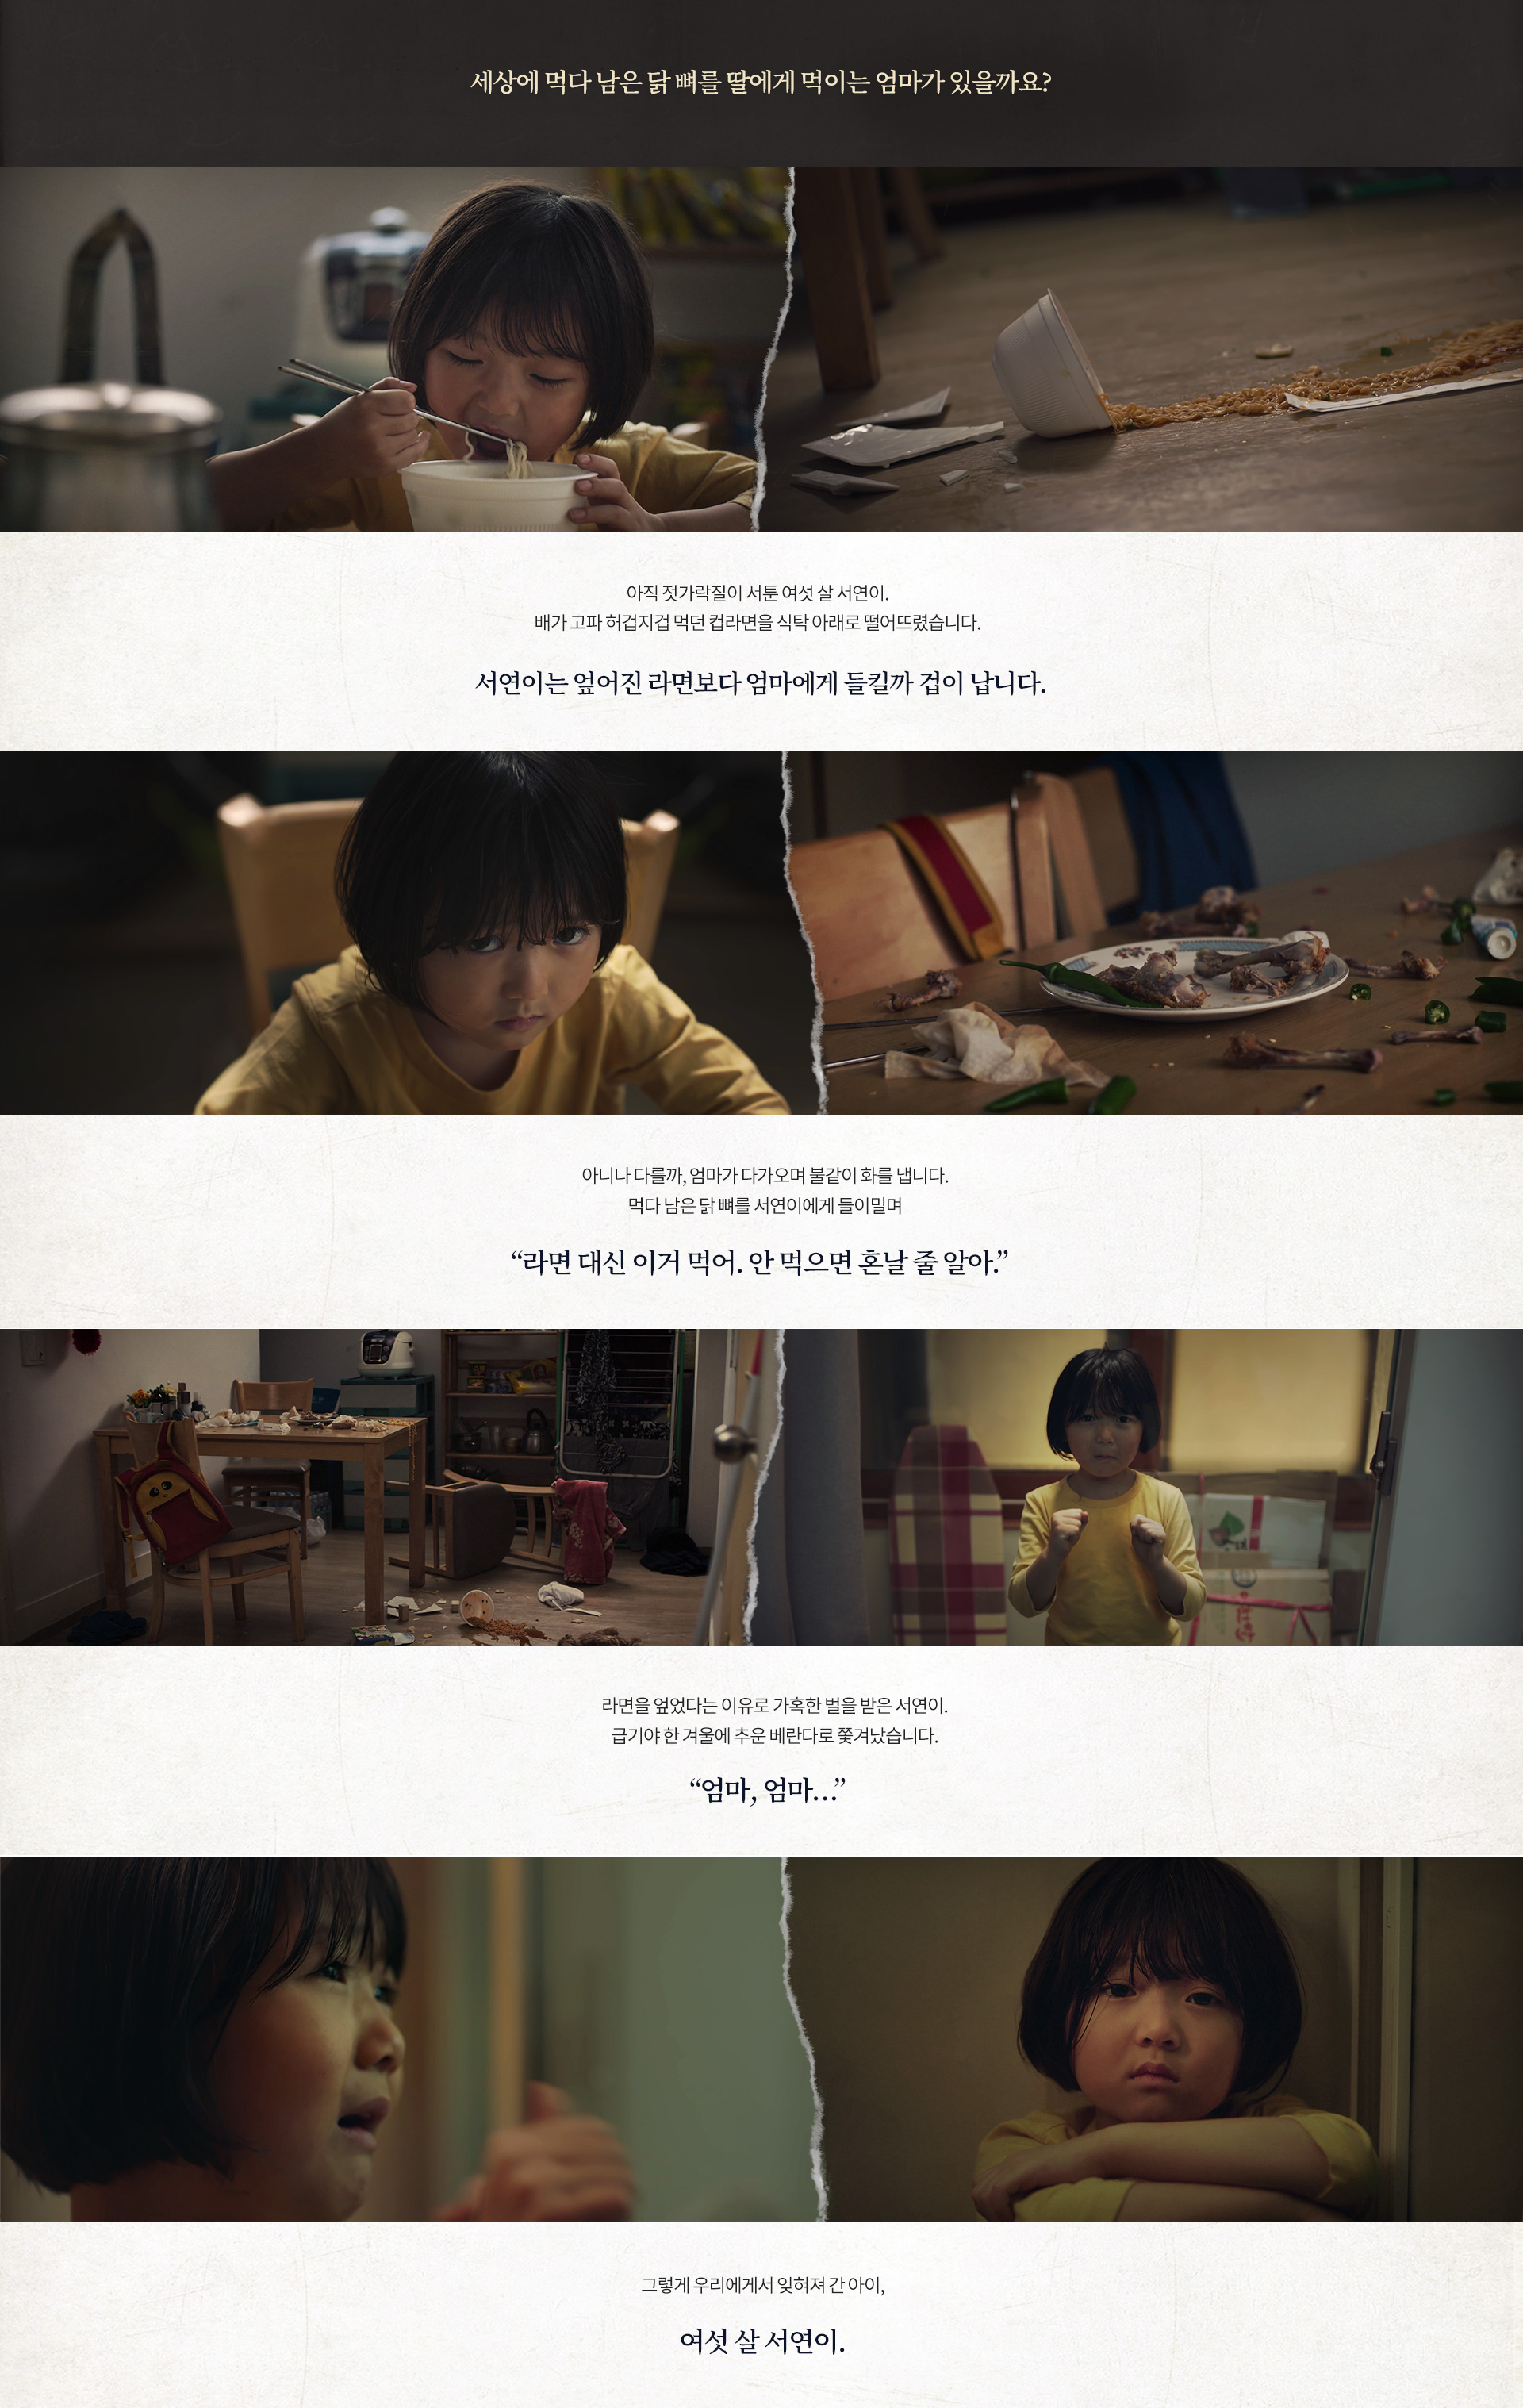 세상에 먹다 남은 닭 뼈를 딸에게 먹이는 엄마가 있을까요?
아직 젓가락질이 서툰 여섯 살 서연이.
배가 고파 허겁지겁 먹던 컵라면을 식탁 아래로 떨어뜨렸습니다.
서연이는 엎어진 라면보다 엄마에게 들킬까 겁이 납니다.
아니나 다를까, 엄마가 다가오며 불같이 화를 냅니다.
먹다 남은 닭 뼈를 서연이에게 들이밀며
“라면 대신 이거 먹어. 안 먹으면 혼날 줄 알아.”
라면을 엎었다는 이유로 가혹한 벌을 받은 서연이.
급기야 한 겨울에 추운 베란다로 쫓겨났습니다.
“엄마, 엄마…”
그렇게 우리에게서 잊혀져 간 아이,
여섯 살 서연이.